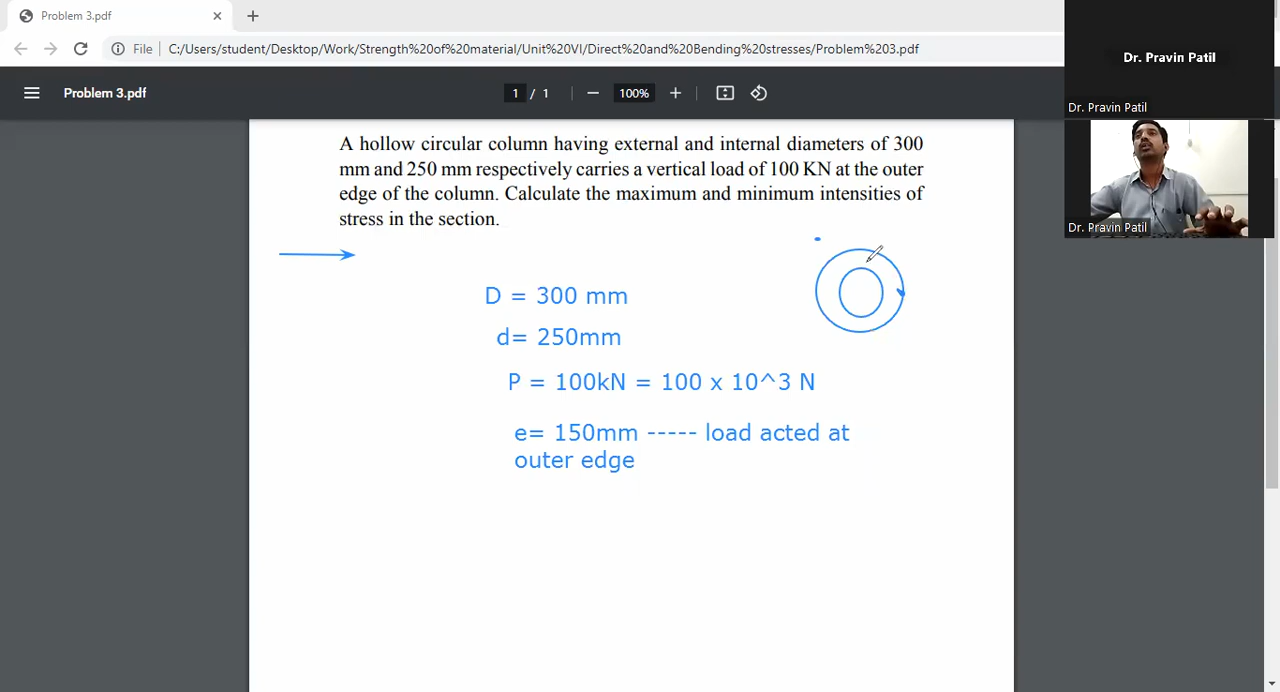 Problem 3.pdf
File
C:/Users/student/Desktop/Work/Strength%20of%20material/Unit%20VI/Direct%20and%20Bending%20stresses/Problem%203.pdf
Problem 3.pdf
1 / 1
100%
Dr. Pravin Patil
Dr. Pravin Patil
Dr. Pravin Patil
A hollow circular column having external and internal diameters of 300
mm and 250 mm respectively carries a vertical load of 100 KN at the outer
edge of the column. Calculate the maximum and minimum intensities of
stress in the section.
D = 300 mm
d= 250mm
P = 100kN = 100 x 10^3 N
e= 150mm ----- load acted at
outer edge